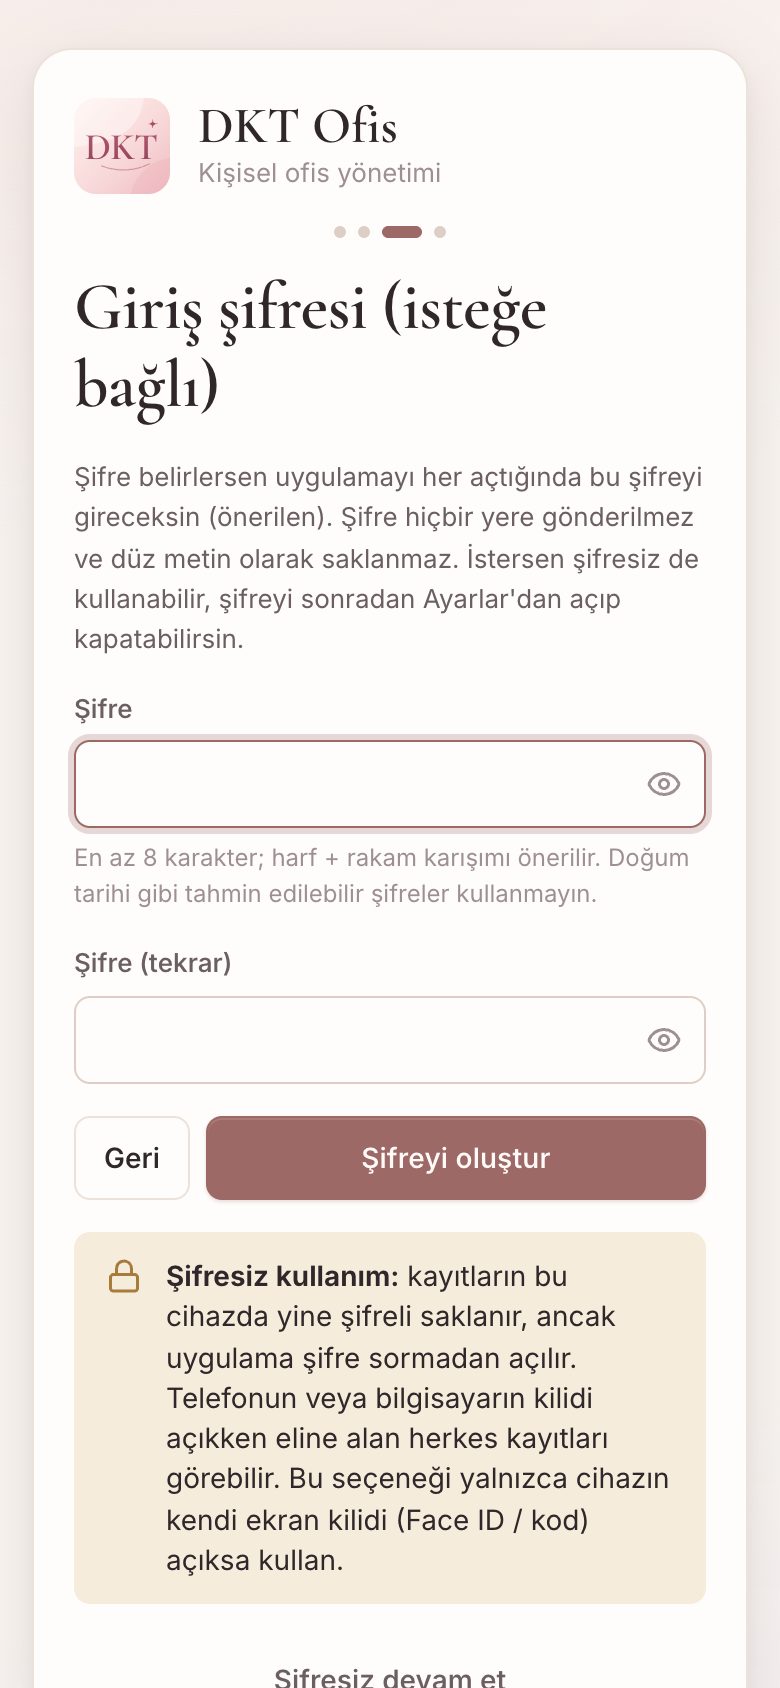 DKT
DKT Ofis
Kişisel ofis yönetimi
Giriş şifresi (isteğe
bağlı)
Şifre belirlersen uygulamayı her açtığında bu şifreyi
gireceksin (önerilen). Şifre hiçbir yere gönderilmez
ve düz metin olarak saklanmaz. İstersen şifresiz de
kullanabilir, şifreyi sonradan Ayarlar'dan açıp
kapatabilirsin.
Şifre
En az 8 karakter; harf + rakam karışımı önerilir. Doğum
tarihi gibi tahmin edilebilir şifreler kullanmayın.
Şifre (tekrar)
Geri
Şifreyi oluştur
Şifresiz kullanım: kayıtların bu
cihazda yine şifreli saklanır, ancak
uygulama şifre sormadan açılır.
Telefonun veya bilgisayarın kilidi
açıkken eline alan herkes kayıtları
görebilir. Bu seçeneği yalnızca cihazın
kendi ekran kilidi (Face ID / kod)
açıksa kullan.
Şifresiz devam et